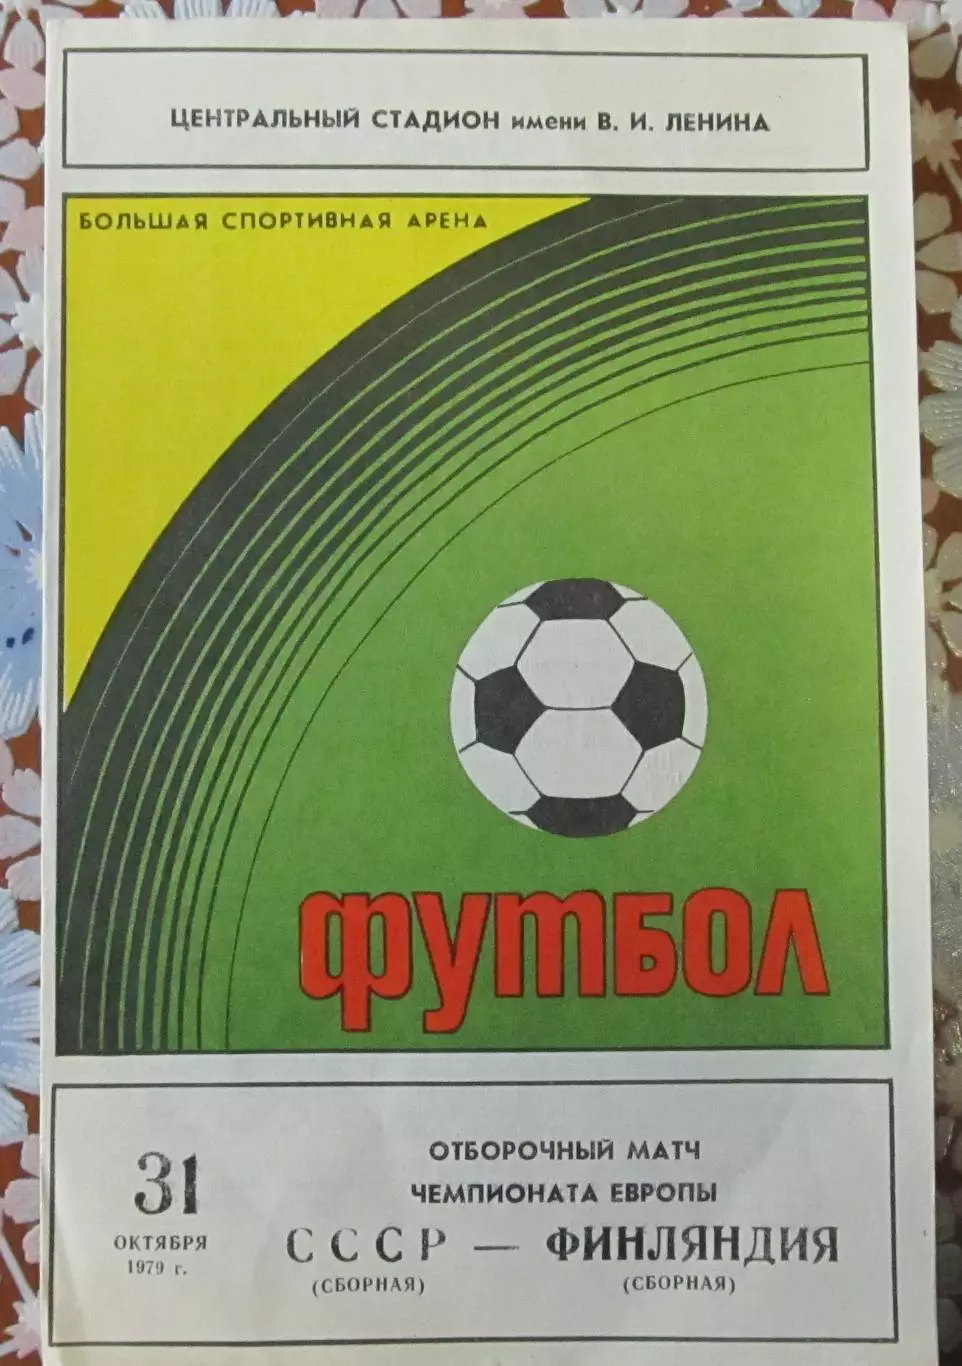 ЦЕНТРАЛЬНЫЙ СТАДИОН имени В. И. ЛЕНИНА
БОЛЬШАЯ СПОРТИВНАЯ АРЕНА
ФУТБОЛ
31
ОКТЯБРЯ
1979 г.
ОТБОРОЧНЫЙ МАТЧ
ЧЕМПИОНАТА ЕВРОПЫ
СССР — ФИНЛЯНДИЯ
(СБОРНАЯ) (СБОРНАЯ)